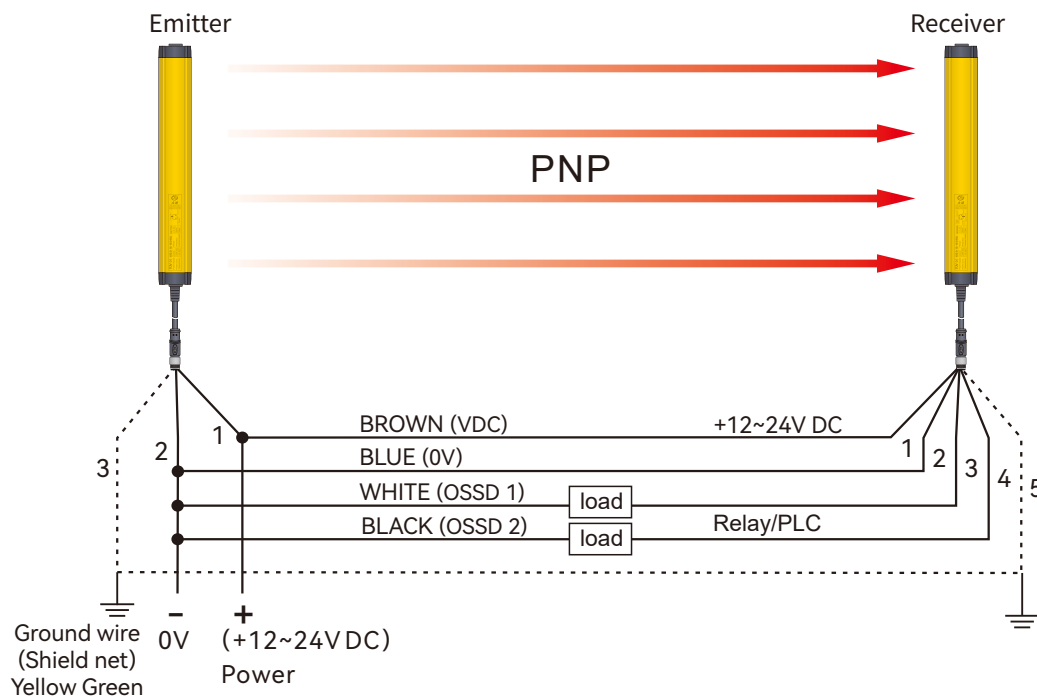 Emitter
Receiver
PNP
1
BROWN (VDC)
+12~24V DC
1
2
BLUE (0V)
2
3
WHITE (OSSD 1)
load
3
4
BLACK (OSSD 2)
load
Relay/PLC
5
Ground wire
(Shield net)
Yellow Green
-
0V
+
(+12~24V DC)
Power